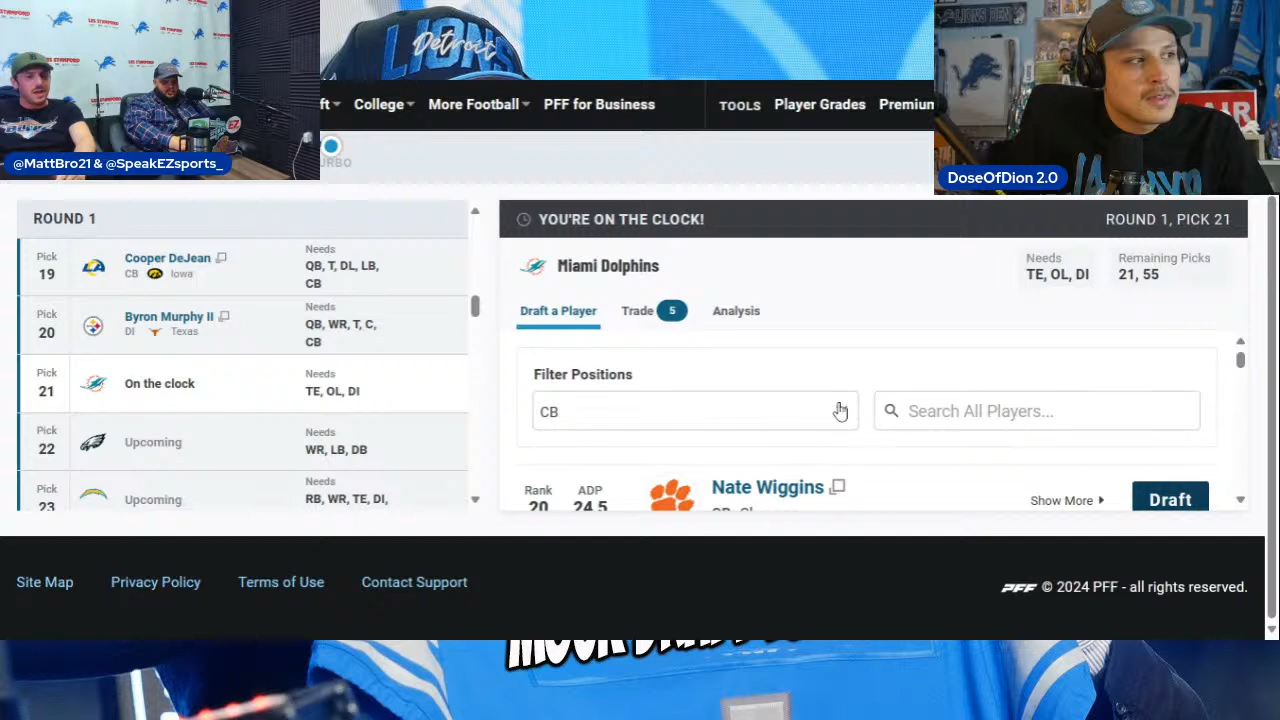 LIONS
Detroit
LIONS DEN
AIR
@MattBro21 & @SpeakEZsports_
DoseOfDion 2.0
College
More Football
PFF for Business
TOOLS
Player Grades
Premium
ROUND 1
Pick
19
Cooper DeJean
CB
Iowa
Needs
QB, T, DL, LB,
CB
Pick
20
Byron Murphy II
DI
Texas
Needs
QB, WR, T, C,
CB
Pick
21
On the clock
Needs
TE, OL, DI
Pick
22
Upcoming
Needs
WR, LB, DB
Pick
23
Upcoming
Needs
RB, WR, TE, DI,
YOU'RE ON THE CLOCK!
ROUND 1, PICK 21
Miami Dolphins
Needs
TE, OL, DI
Remaining Picks
21, 55
Draft a Player
Trade
5
Analysis
Filter Positions
CB
Search All Players...
Rank
20
ADP
24.5
Nate Wiggins
Show More
Draft
Site Map
Privacy Policy
Terms of Use
Contact Support
PFF © 2024 PFF - all rights reserved.